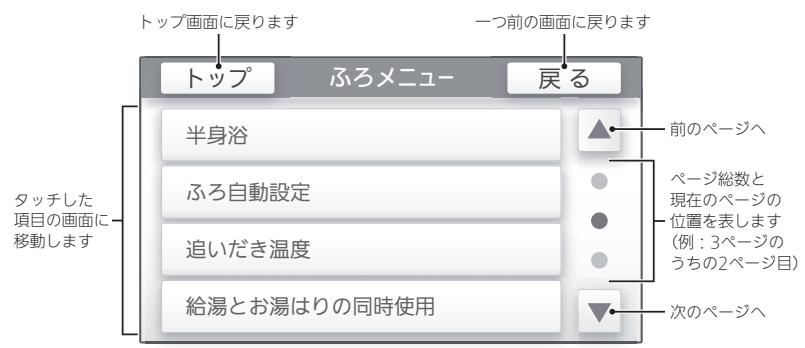 トップ画面に戻ります
一つ前の画面に戻ります
トップ
ふろメニュー
戻る
半身浴
ふろ自動設定
追いだき温度
給湯とお湯はりの同時使用
タッチした
項目の画面に
移動します
前のページへ
ページ総数と
現在のページの
位置を表します
(例：3ページの
うちの2ページ目)
次のページへ